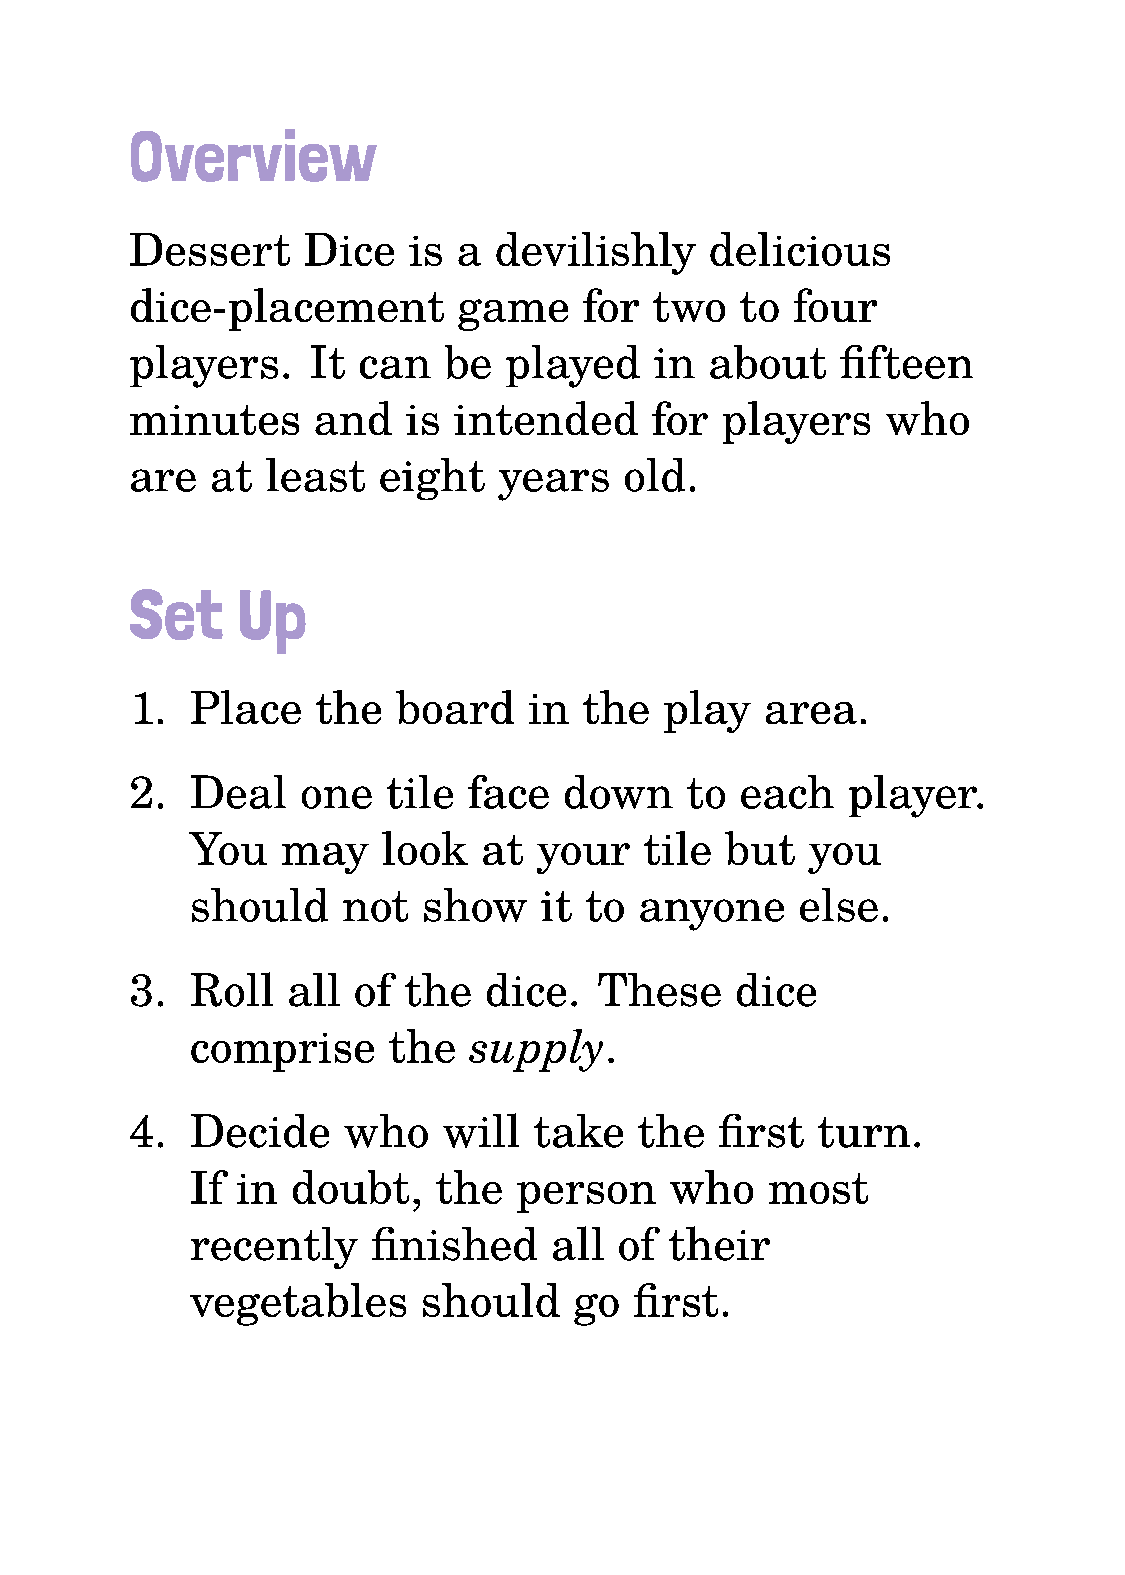 Overview
Dessert Dice is a devilishly delicious
dice-placement game for two to four
players. It can be played in about fifteen
minutes and is intended for players who
are at least eight years old.
Set Up
1. Place the board in the play area.
2. Deal one tile face down to each player.
You may look at your tile but you
should not show it to anyone else.
3. Roll all of the dice. These dice
comprise the supply.
4. Decide who will take the first turn.
If in doubt, the person who most
recently finished all of their
vegetables should go first.